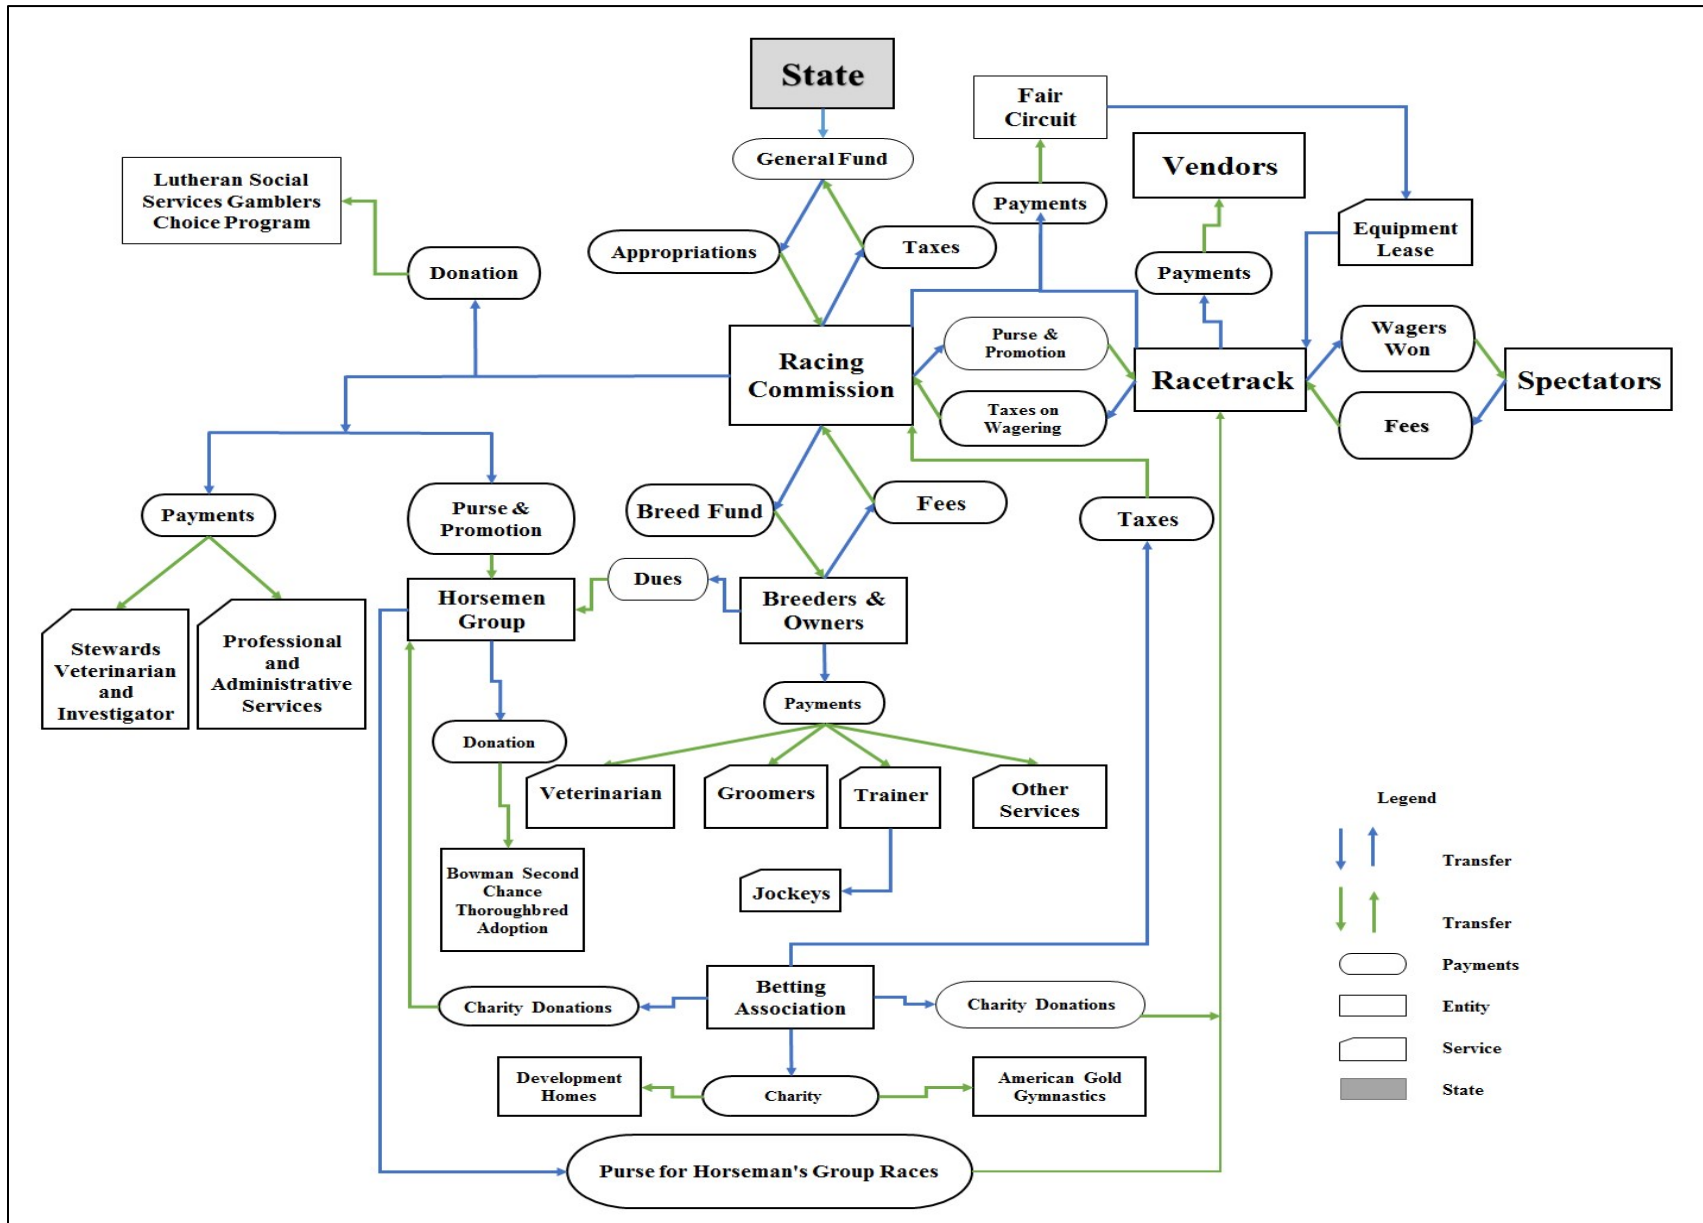 State
Fair
Circuit
General Fund
Vendors
Lutheran Social
Services Gamblers
Choice Program
Payments
Appropriations
Taxes
Equipment
Lease
Donation
Payments
Racing
Commission
Purse &
Promotion
Taxes on
Wagering
Racetrack
Wagers
Won
Fees
Spectators
Payments
Purse &
Promotion
Breed Fund
Fees
Taxes
Horsemen
Group
Dues
Breeders &
Owners
Stewards
Veterinarian
and
Investigator
Professional
and
Administrative
Services
Donation
Payments
Veterinarian
Groomers
Trainer
Other
Services
Bowman Second
Chance
Thoroughbred
Adoption
Jockeys
Charity Donations
Betting
Association
Charity Donations
Development
Homes
Charity
American Gold
Gymnastics
Purse for Horseman's Group Races
Legend
Transfer
Transfer
Payments
Entity
Service
State